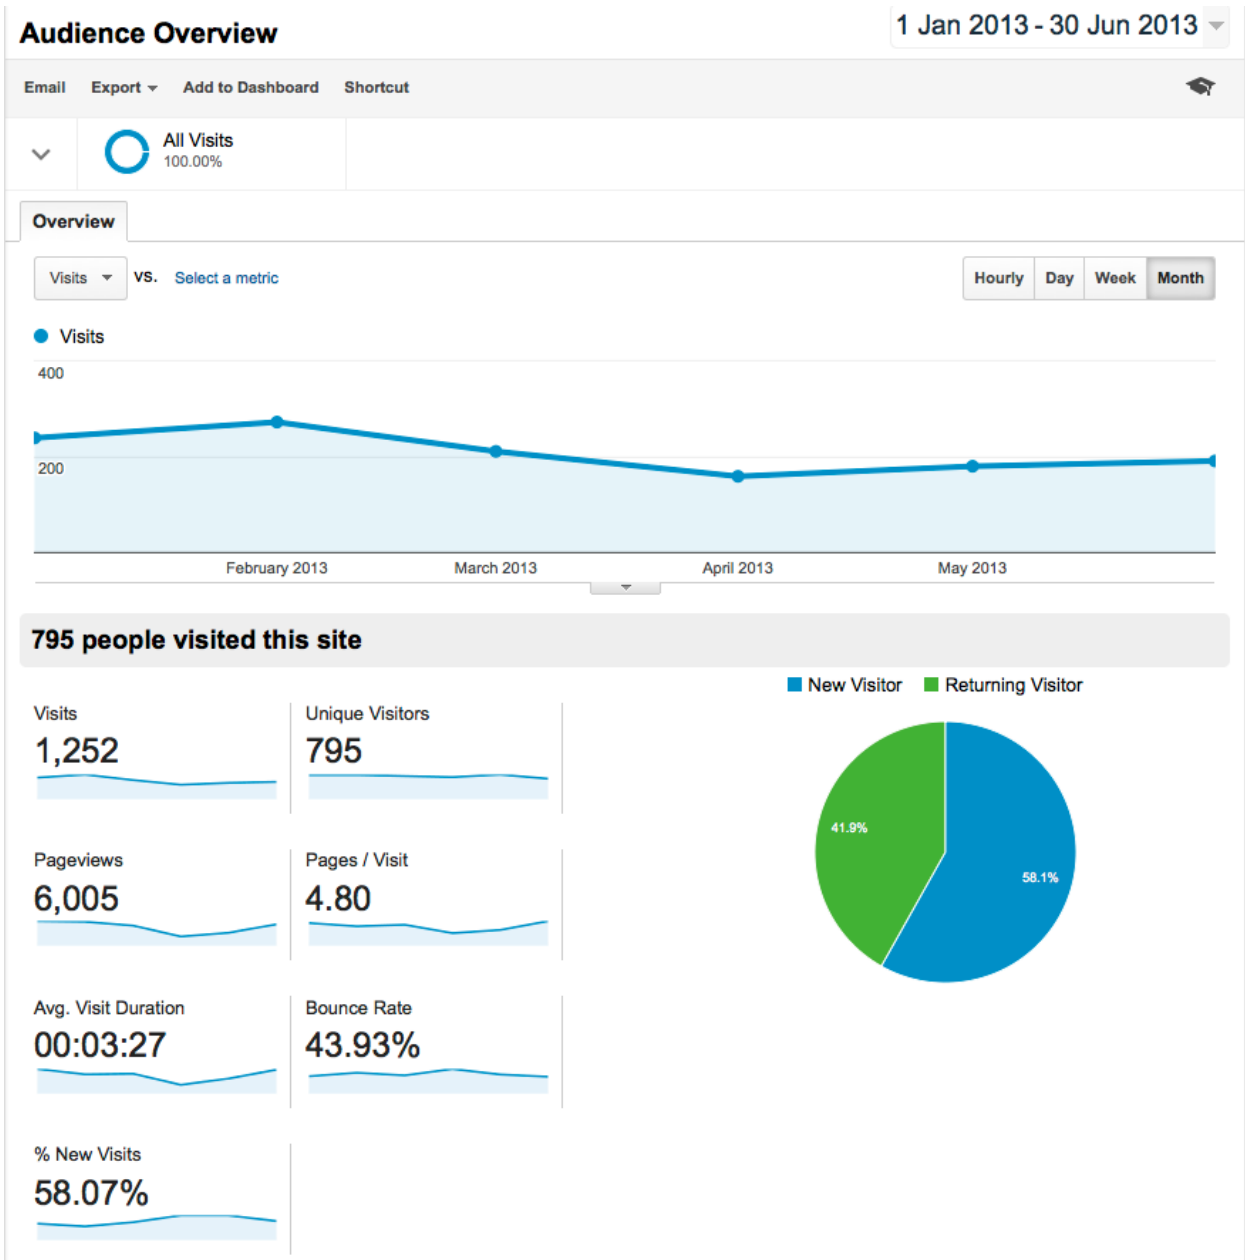 Audience Overview
1 Jan 2013 - 30 Jun 2013
Email Export Add to Dashboard Shortcut
All Visits
100.00%
Overview
Visits vs. Select a metric
Hourly Day Week Month
Visits
400
200
February 2013 March 2013 April 2013 May 2013
795 people visited this site
New Visitor Returning Visitor
Visits Unique Visitors
1,252 795
41.9%
58.1%
Pageviews Pages / Visit
6,005 4.80
Avg. Visit Duration Bounce Rate
00:03:27 43.93%
% New Visits
58.07%